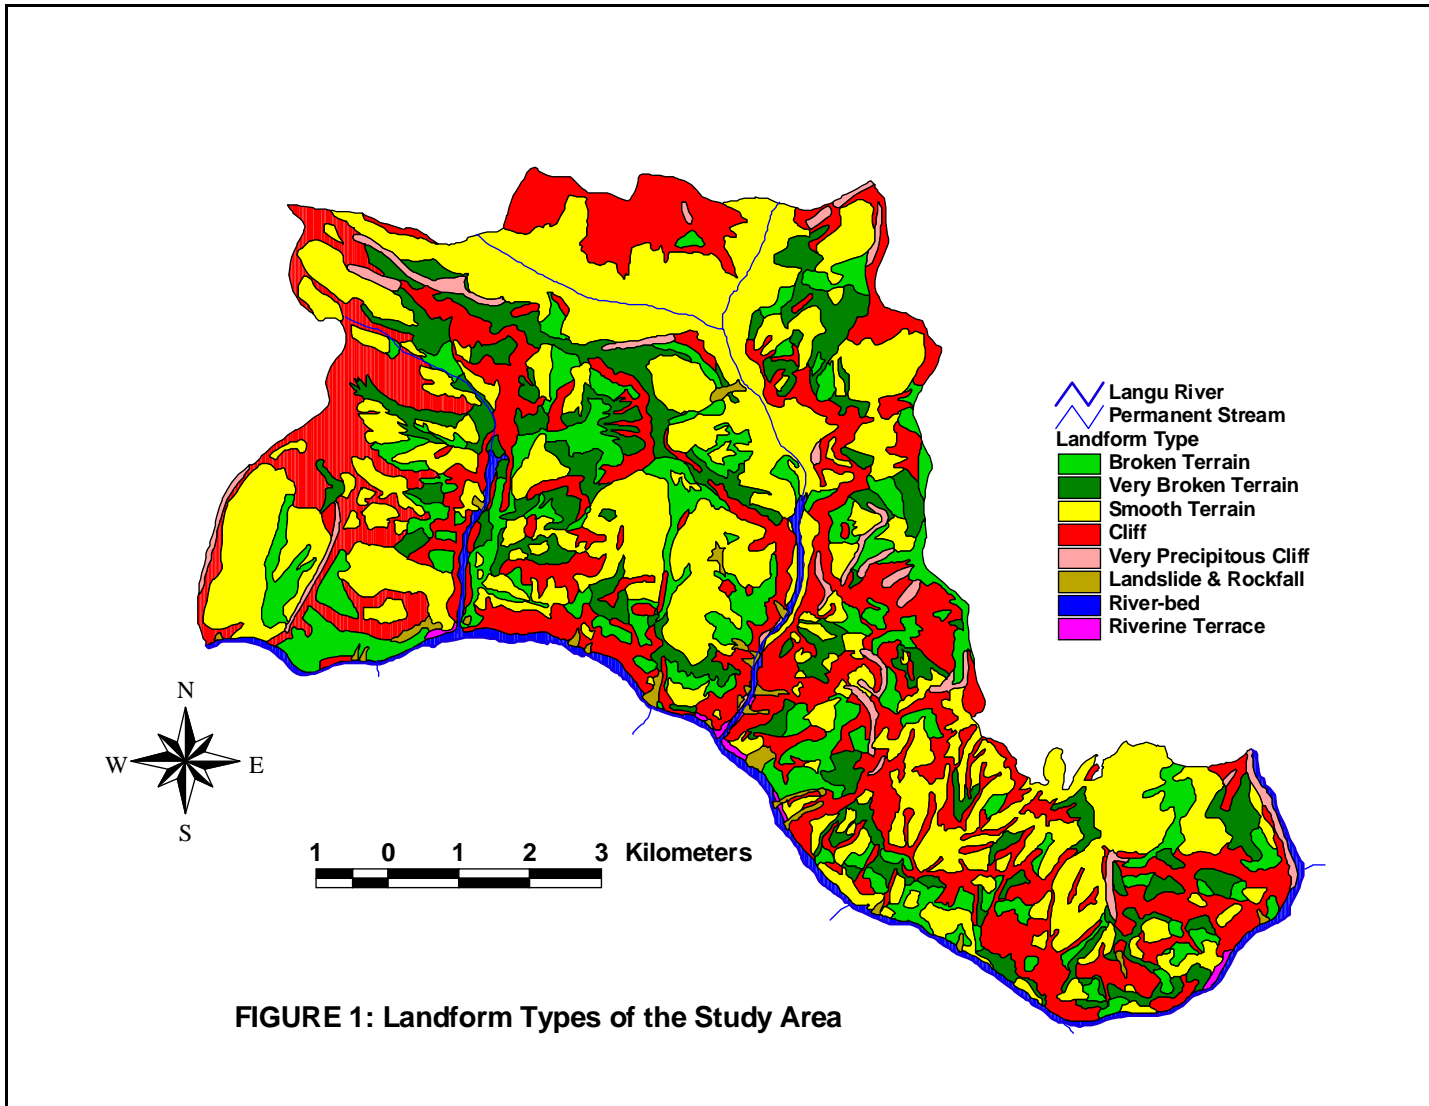 Langu River
Permanent Stream
Landform Type
Broken Terrain
Very Broken Terrain
Smooth Terrain
Cliff
Very Precipitous Cliff
Landslide & Rockfall
River-bed
Riverine Terrace
N
W E
S
1 0 1 2 3 Kilometers
FIGURE 1: Landform Types of the Study Area